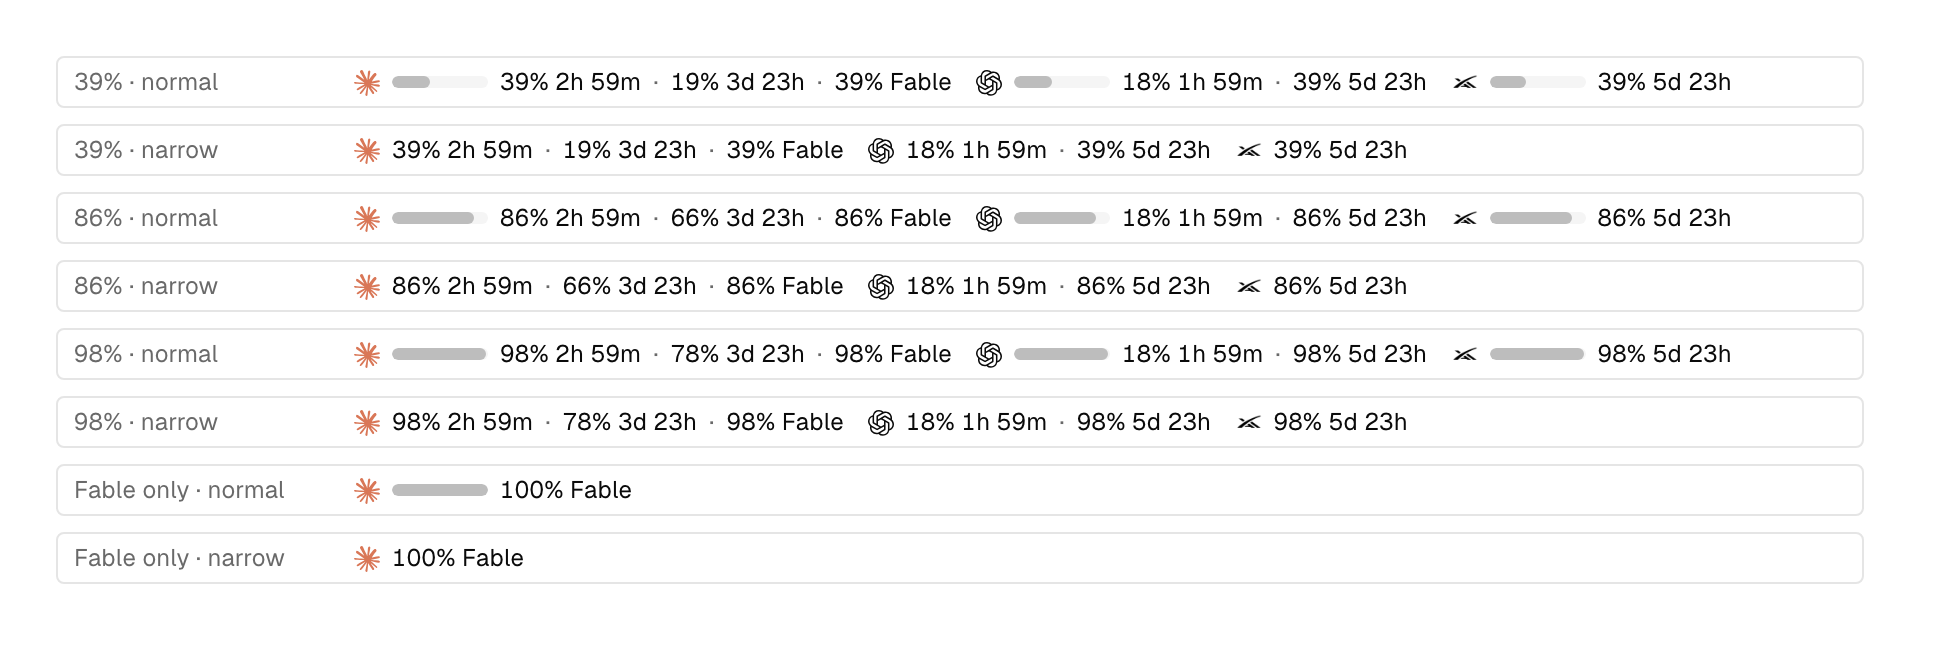 39% · normal 39% 2h 59m · 19% 3d 23h · 39% Fable 18% 1h 59m · 39% 5d 23h 39% 5d 23h
39% · narrow 39% 2h 59m · 19% 3d 23h · 39% Fable 18% 1h 59m · 39% 5d 23h 39% 5d 23h
86% · normal 86% 2h 59m · 66% 3d 23h · 86% Fable 18% 1h 59m · 86% 5d 23h 86% 5d 23h
86% · narrow 86% 2h 59m · 66% 3d 23h · 86% Fable 18% 1h 59m · 86% 5d 23h 86% 5d 23h
98% · normal 98% 2h 59m · 78% 3d 23h · 98% Fable 18% 1h 59m · 98% 5d 23h 98% 5d 23h
98% · narrow 98% 2h 59m · 78% 3d 23h · 98% Fable 18% 1h 59m · 98% 5d 23h 98% 5d 23h
Fable only · normal 100% Fable
Fable only · narrow 100% Fable